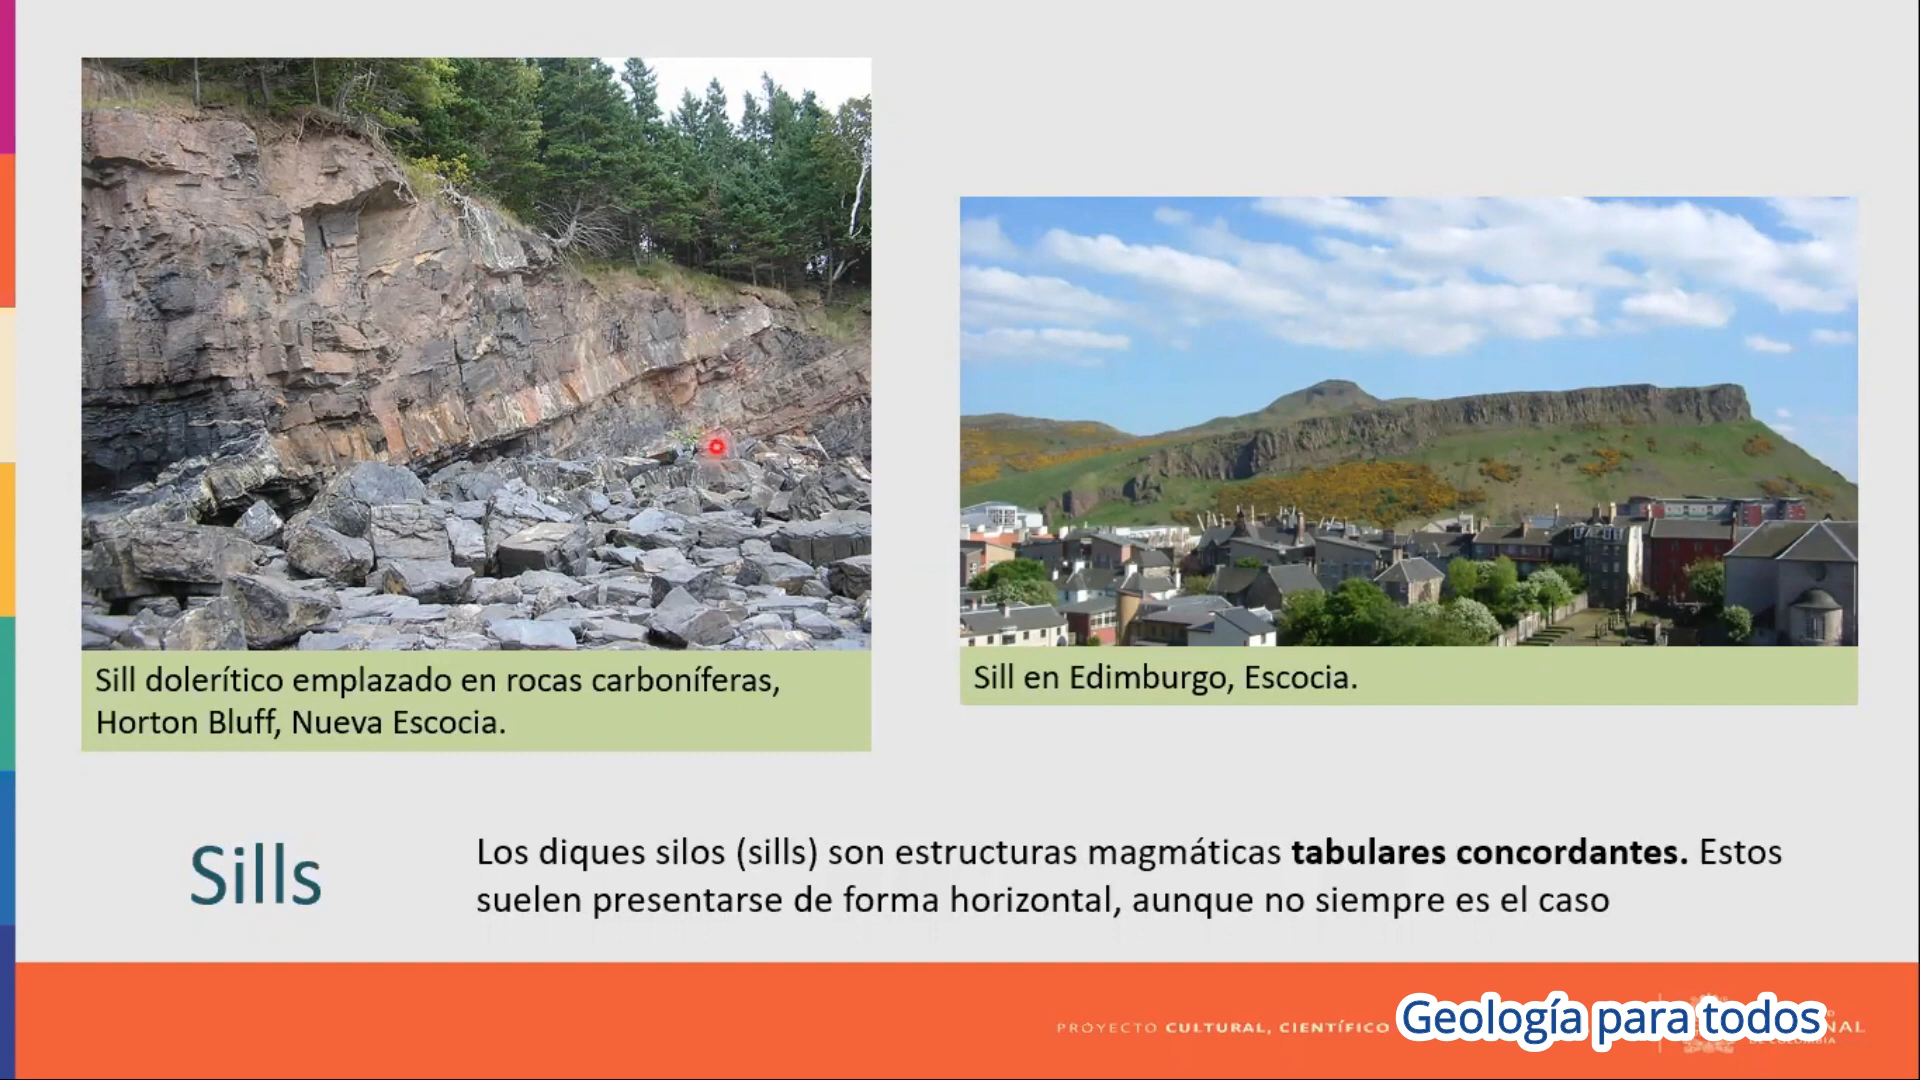 Sill dolerítico emplazado en rocas carboníferas,
Horton Bluff, Nueva Escocia.
Sill en Edimburgo, Escocia.
Sills
Los diques silos (sills) son estructuras magmáticas tabulares concordantes. Estos
suelen presentarse de forma horizontal, aunque no siempre es el caso
PROYECTO CULTURAL, CIENTÍFICO
Geología para todos
DE COLOMBIA